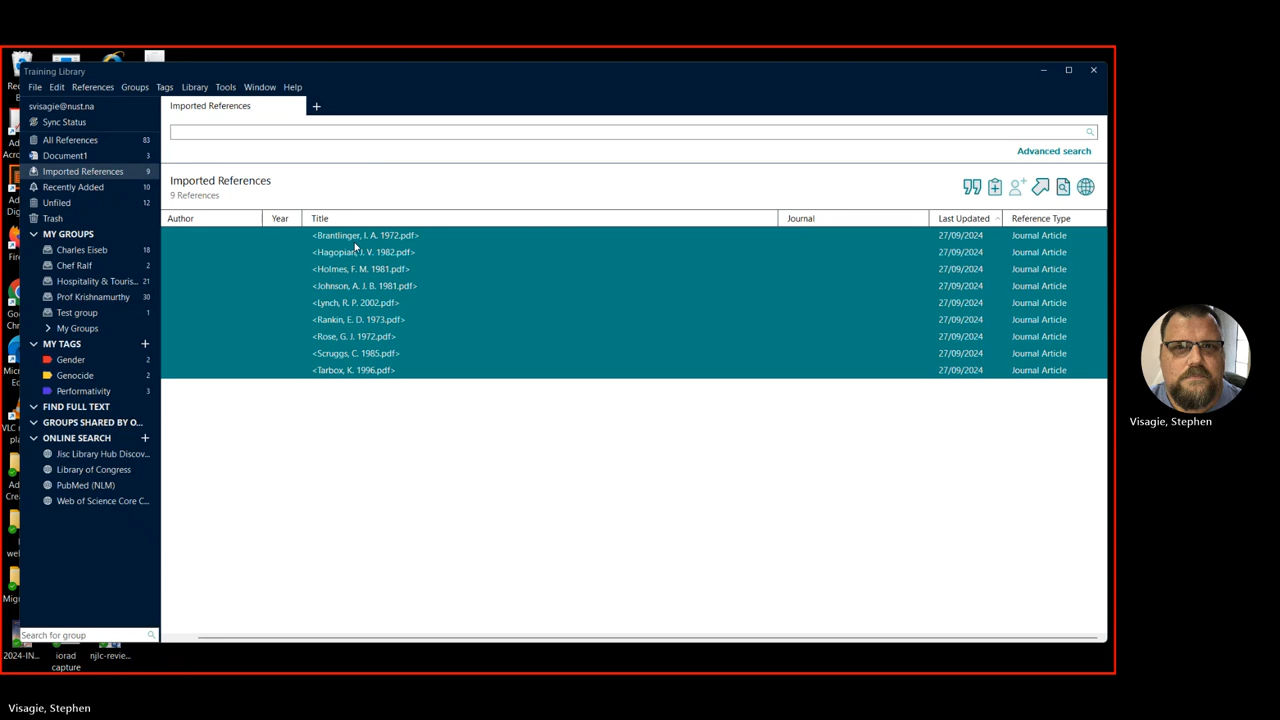 Training Library
File Edit References Groups Tags Library Tools Window Help
svisagie@nust.na
Sync Status
All References 83
Document1 3
Imported References 9
Recently Added 10
Unfiled 12
Trash
MY GROUPS
Charles Eiseb 18
Chef Ralf 2
Hospitality & Touris... 21
Prof Krishnamurthy 30
Test group 1
My Groups
MY TAGS +
Gender 2
Genocide 2
Performativity 3
FIND FULL TEXT
GROUPS SHARED BY O...
ONLINE SEARCH +
Jisc Library Hub Discov...
Library of Congress
PubMed (NLM)
Web of Science Core C...
Search for group
Imported References +
Advanced search
Imported References
9 References
Author Year Title Journal Last Updated Reference Type
<Brantlinger, I. A. 1972.pdf> 27/09/2024 Journal Article
<Hagopian, J. V. 1982.pdf> 27/09/2024 Journal Article
<Holmes, F. M. 1981.pdf> 27/09/2024 Journal Article
<Johnson, A. J. B. 1981.pdf> 27/09/2024 Journal Article
<Lynch, R. P. 2002.pdf> 27/09/2024 Journal Article
<Rankin, E. D. 1973.pdf> 27/09/2024 Journal Article
<Rose, G. J. 1972.pdf> 27/09/2024 Journal Article
<Scruggs, C. 1985.pdf> 27/09/2024 Journal Article
<Tarbox, K. 1996.pdf> 27/09/2024 Journal Article
2024-IN... iorad njlc-revie...
capture
Visagie, Stephen
Visagie, Stephen